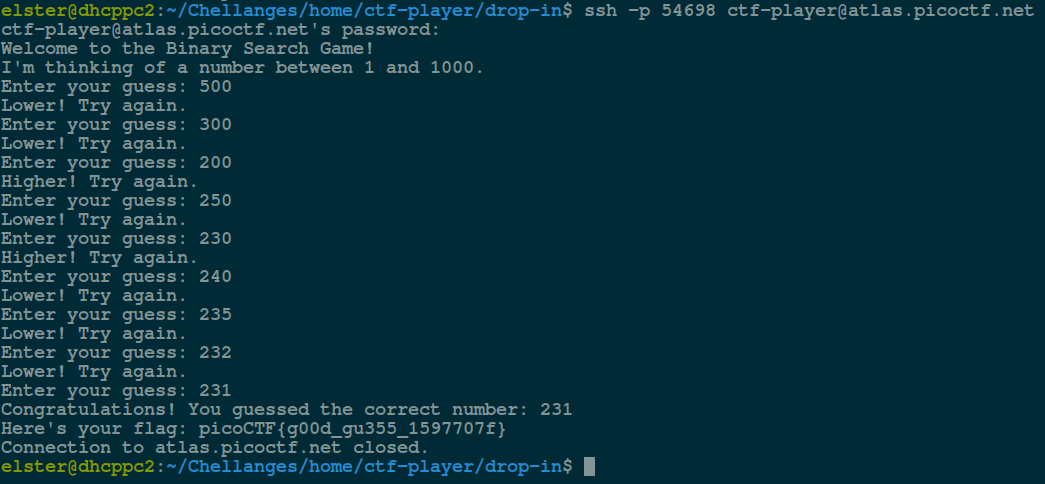 elster@dhcppc2:~/Chellanges/home/ctf-player/drop-in$ ssh -p 54698 ctf-player@atlas.picoctf.net
ctf-player@atlas.picoctf.net's password:
Welcome to the Binary Search Game!
I'm thinking of a number between 1 and 1000.
Enter your guess: 500
Lower! Try again.
Enter your guess: 300
Lower! Try again.
Enter your guess: 200
Higher! Try again.
Enter your guess: 250
Lower! Try again.
Enter your guess: 230
Higher! Try again.
Enter your guess: 240
Lower! Try again.
Enter your guess: 235
Lower! Try again.
Enter your guess: 232
Lower! Try again.
Enter your guess: 231
Congratulations! You guessed the correct number: 231
Here's your flag: picoCTF{g00d_gu355_1597707f}
Connection to atlas.picoctf.net closed.
elster@dhcppc2:~/Chellanges/home/ctf-player/drop-in$